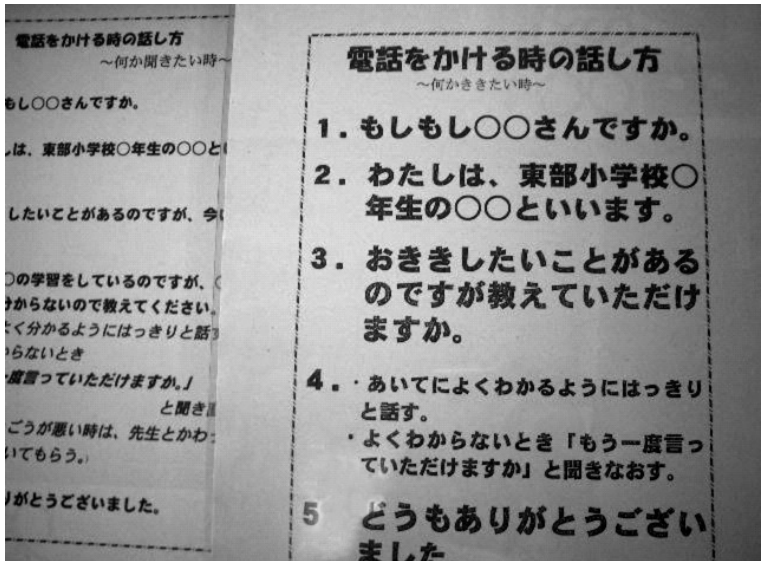 電話をかける時の話し方
～何か聞きたい時～
もし〇〇さんですか。
は、東部小学校〇年生の〇〇と
したいことがあるのですが、今
〇の学習をしているのですが、
分からないので教えてください。
よく分かるようにはっきりと話
らないとき
度言っていただけますか。」
と聞き
ごうが悪い時は、先生とかわっ
いてもらう。）
りがとうございました。
電話をかける時の話し方
～何かききたい時～
1．もしもし〇〇さんですか。
2．わたしは、東部小学校〇
年生の〇〇といいます。
3．おききしたいことがある
のですが教えていただけ
ますか。
4．・あいてによくわかるようにはっきり
と話す。
・よくわからないとき「もう一度言っ
ていただけますか」と聞きなおす。
5 どうもありがとうござい
ました